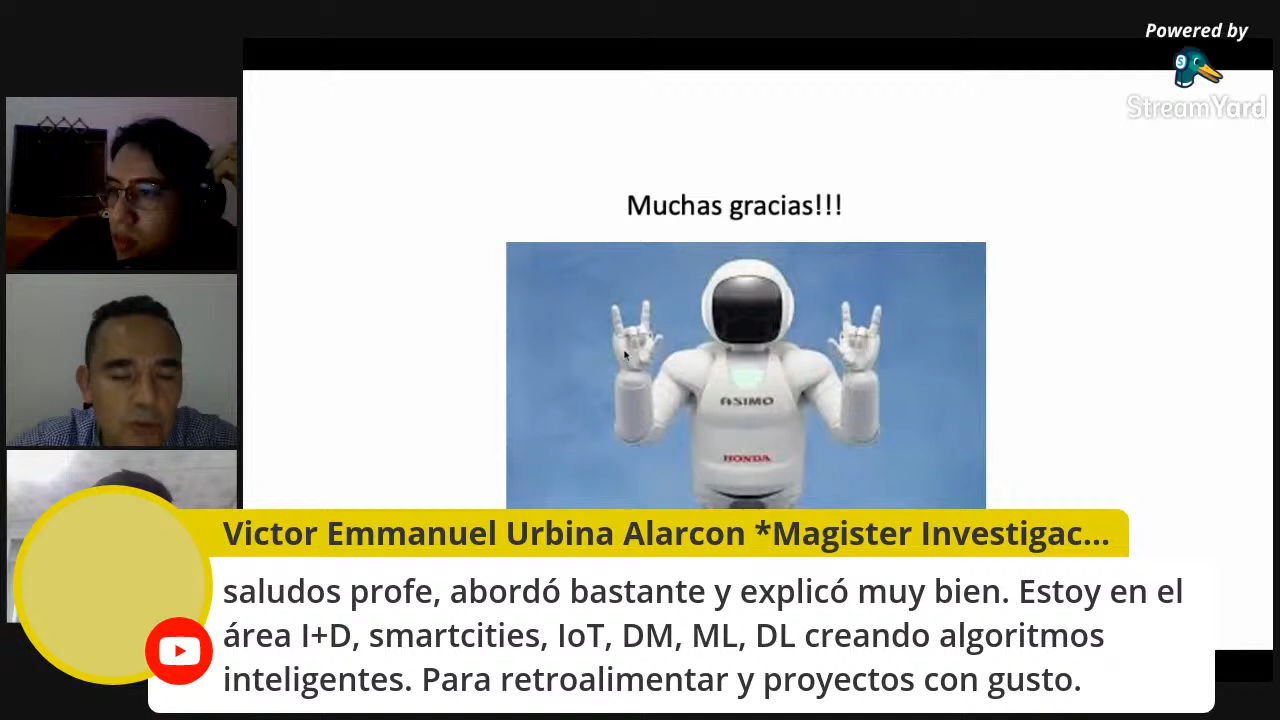 Powered by
StreamYard
Muchas gracias!!!
ASIMO
HONDA
Victor Emmanuel Urbina Alarcon *Magister Investigac...
saludos profe, abordó bastante y explicó muy bien. Estoy en el
área I+D, smartcities, IoT, DM, ML, DL creando algoritmos
inteligentes. Para retroalimentar y proyectos con gusto.